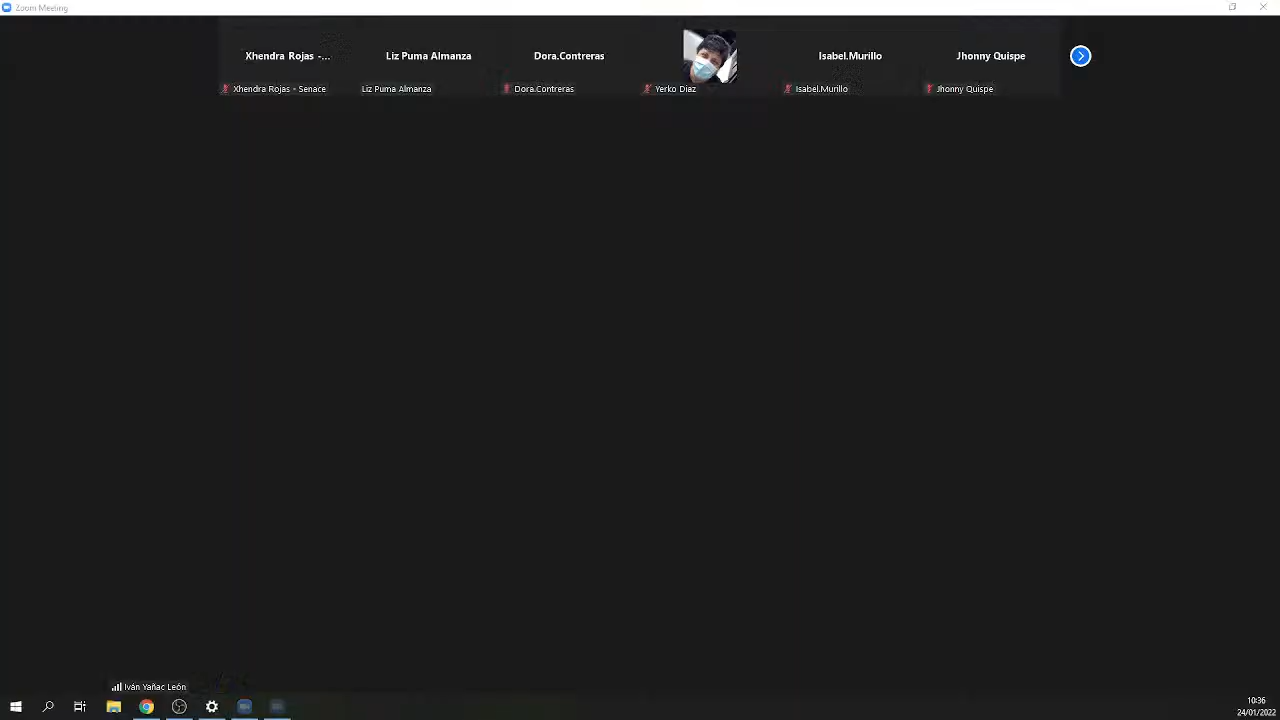 Zoom Meeting
Xhendra Rojas -... Liz Puma Almanza Dora.Contreras Isabel.Murillo Jhonny Quispe
Xhendra Rojas - Senace Liz Puma Almanza Dora.Contreras Yerko Diaz Isabel.Murillo Jhonny Quispe
Iván Yañac León
10:36
24/01/2022